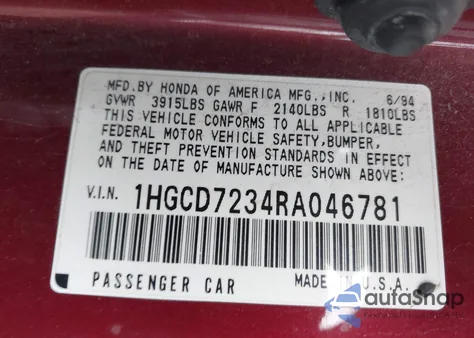 MFD.BY HONDA OF AMERICA MFG.,INC. 6/94
GVWR 3915LBS GAWR F 2140LBS R 1810LBS
THIS VEHICLE CONFORMS TO ALL APPLICABLE
FEDERAL MOTOR VEHICLE SAFETY,BUMPER,
AND THEFT PREVENTION STANDARDS IN EFFECT
ON THE DATE OF MANUFACTURE SHOWN ABOVE:
V.I.N. 1HGCD7234RA046781
PASSENGER CAR MADE IN U.S.A.
autosnap